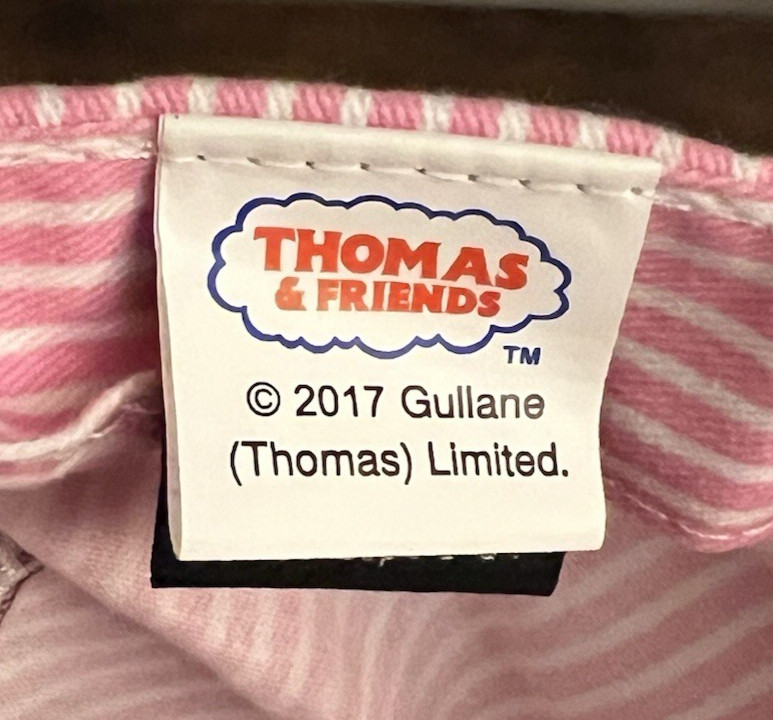 THOMAS
& FRIENDS
TM
© 2017 Gullane
(Thomas) Limited.